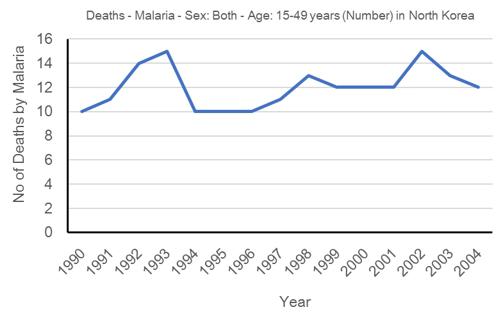 Deaths - Malaria - Sex: Both - Age: 15-49 years (Number) in North Korea
No of Deaths by Malaria
16
14
12
10
8
6
4
2
0
1990 1991 1992 1993 1994 1995 1996 1997 1998 1999 2000 2001 2002 2003 2004
Year